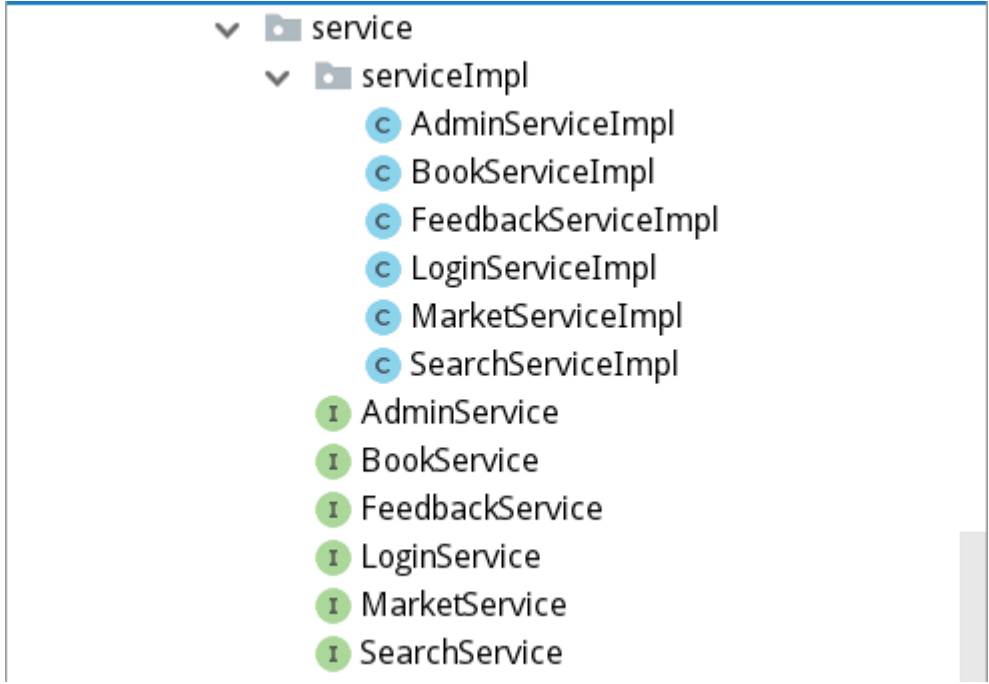 service
serviceImpl
C AdminServiceImpl
C BookServiceImpl
C FeedbackServiceImpl
C LoginServiceImpl
C MarketServiceImpl
C SearchServiceImpl
I AdminService
I BookService
I FeedbackService
I LoginService
I MarketService
I SearchService